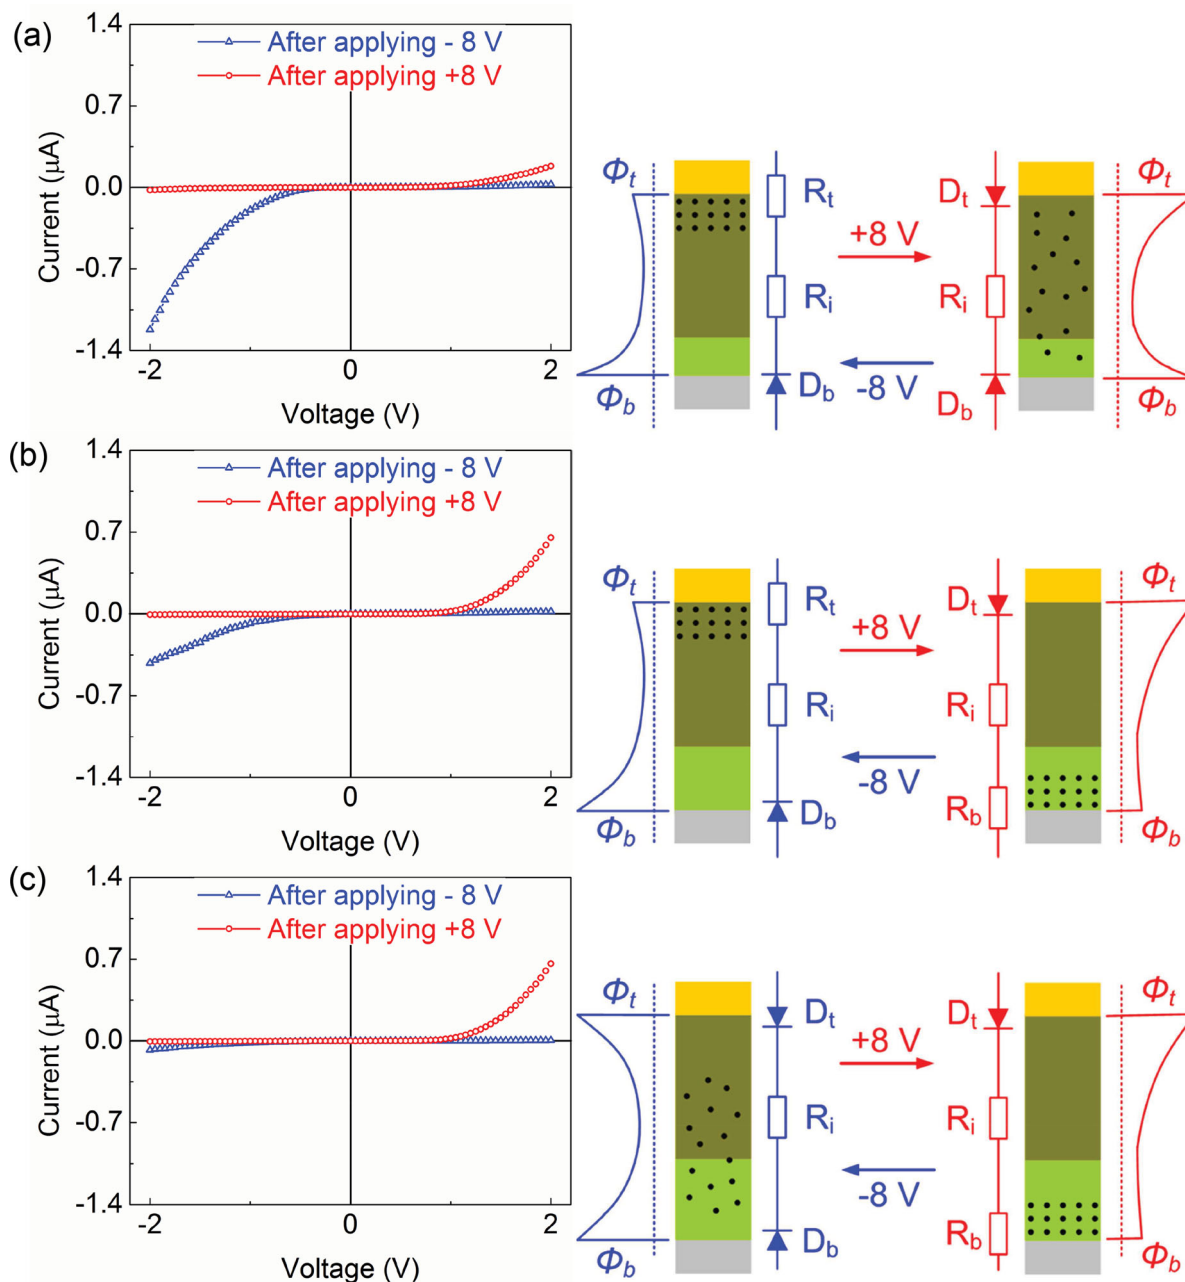 (a)
1.4
0.7
0.0
-0.7
-1.4
Current (μA)
After applying - 8 V
After applying +8 V
-2
0
2
Voltage (V)
Φt
Φb
Rt
Ri
Db
+8 V
-8 V
Dt
Ri
Db
Φt
Φb
(b)
1.4
0.7
0.0
-0.7
-1.4
Current (μA)
After applying - 8 V
After applying +8 V
-2
0
2
Voltage (V)
Φt
Φb
Rt
Ri
Db
+8 V
-8 V
Dt
Ri
Rb
Φt
Φb
(c)
1.4
0.7
0.0
-0.7
-1.4
Current (μA)
After applying - 8 V
After applying +8 V
-2
0
2
Voltage (V)
Φt
Φb
Dt
Ri
Db
+8 V
-8 V
Dt
Ri
Rb
Φt
Φb